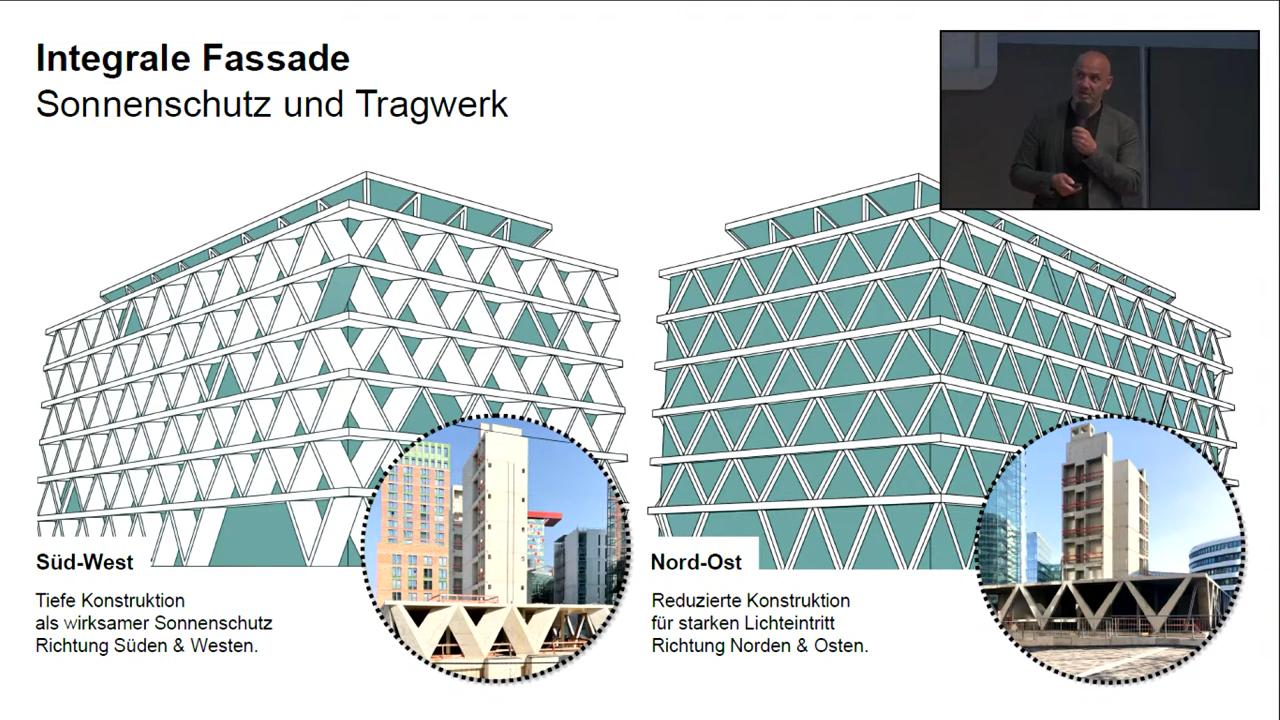 Integrale Fassade
Sonnenschutz und Tragwerk
Süd-West
Tiefe Konstruktion
als wirksamer Sonnenschutz
Richtung Süden & Westen.
Nord-Ost
Reduzierte Konstruktion
für starken Lichteintritt
Richtung Norden & Osten.